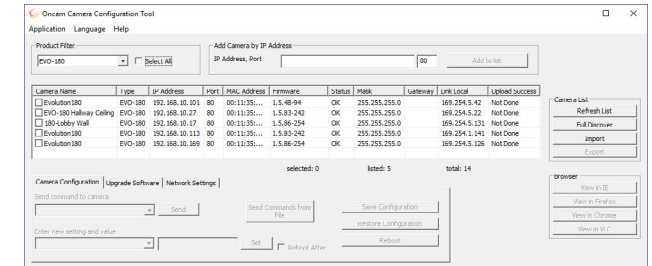 Oncam Camera Configuration Tool
Application Language Help
Product Filter
EVO-180
Select All
Add Camera by IP Address
IP Address, Port
80
Add to list
Camera Name Type IP Address Port MAC Address Firmware Status Mask Gateway Link Local Upload Success
Evolution180 EVO-180 192.168.10.101 80 00:11:35:... 1.5.48-94 OK 255.255.255.0 169.254.5.42 Not Done
EVO-180 Hallway Ceiling EVO-180 192.168.10.27 80 00:11:35:... 1.5.83-242 OK 255.255.255.0 169.254.5.22 Not Done
180-Lobby Wall EVO-180 192.168.10.17 80 00:11:35:... 1.5.86-254 OK 255.255.255.0 169.254.5.131 Not Done
Evolution180 EVO-180 192.168.10.113 80 00:11:35:... 1.5.83-242 OK 255.255.255.0 169.254.1.141 Not Done
Evolution180 EVO-180 192.168.10.169 80 00:11:35:... 1.5.86-254 OK 255.255.255.0 169.254.5.126 Not Done
selected: 0 listed: 5 total: 14
Camera List
Refresh List
Full Discover
Import
Export
Camera Configuration Upgrade Software Network Settings
Send command to camera
Send
Send Commands from File
Enter new setting and value
Set
Reboot After
Save Configuration
Restore Configuration
Reboot
Browser
View in IE
View in Firefox
View in Chrome
View in VLC